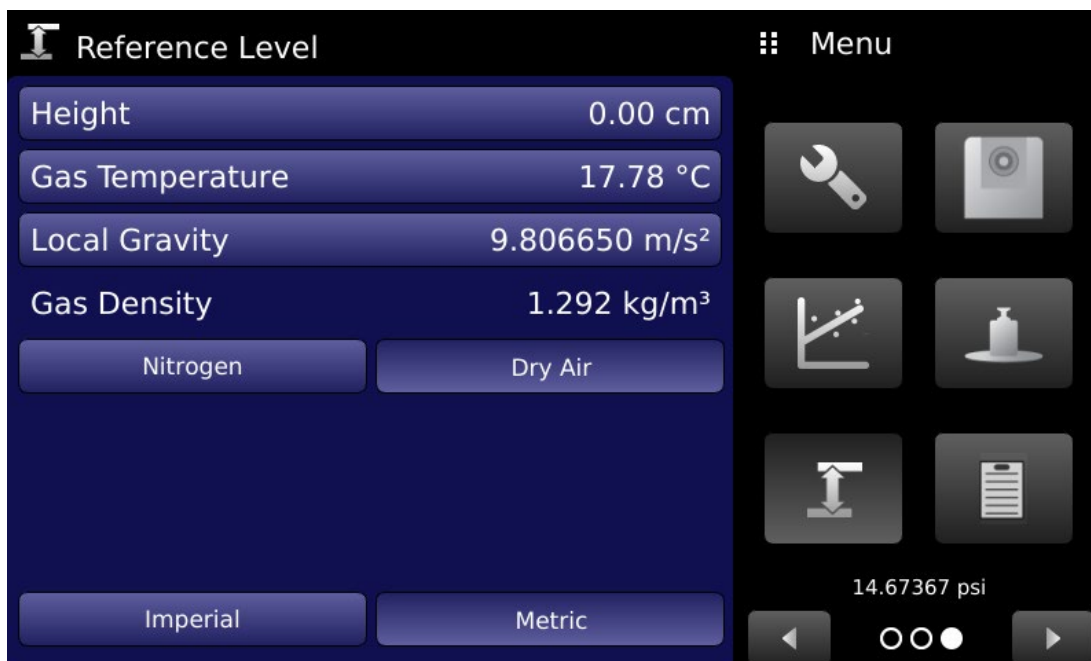 Reference Level
Menu
Height 0.00 cm
Gas Temperature 17.78 °C
Local Gravity 9.806650 m/s²
Gas Density 1.292 kg/m³
Nitrogen Dry Air
14.67367 psi
Imperial Metric